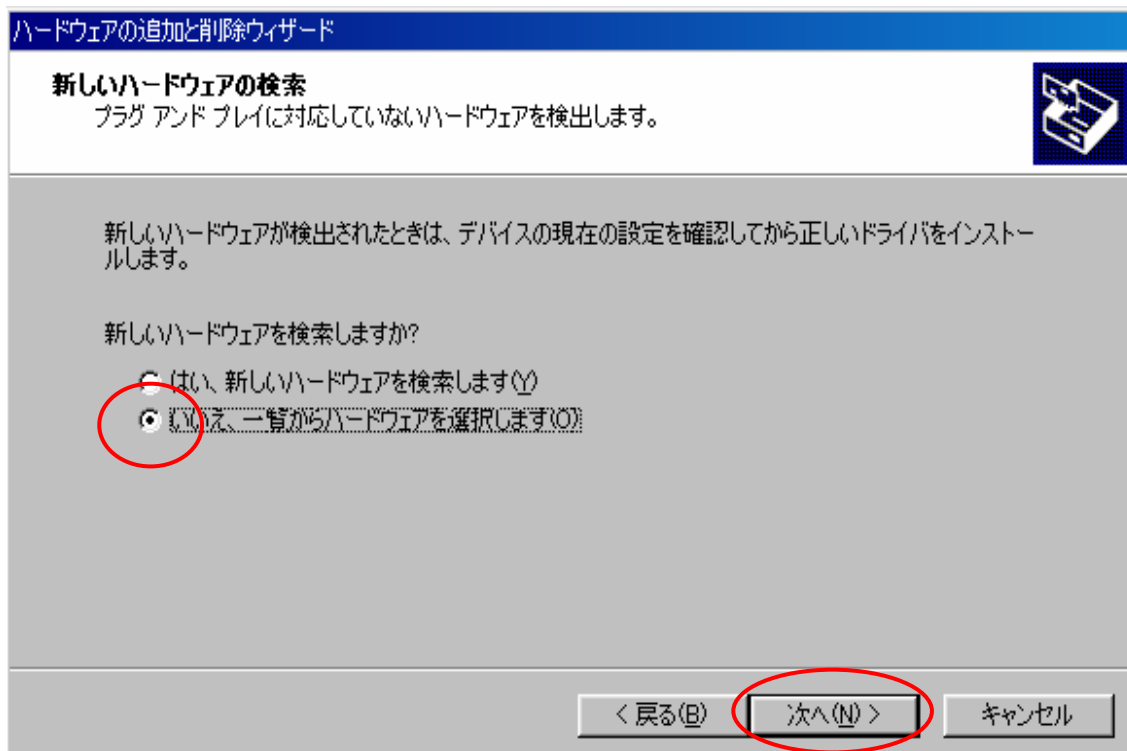 ハードウェアの追加と削除ウィザード
新しいハードウェアの検索
プラグ アンド プレイに対応していないハードウェアを検出します。
新しいハードウェアが検出されたときは、デバイスの現在の設定を確認してから正しいドライバをインストー
ルします。
新しいハードウェアを検索しますか?
はい、新しいハードウェアを検索します(Y)
いいえ、一覧からハードウェアを選択します(O)
< 戻る(B) 次へ(N) > キャンセル